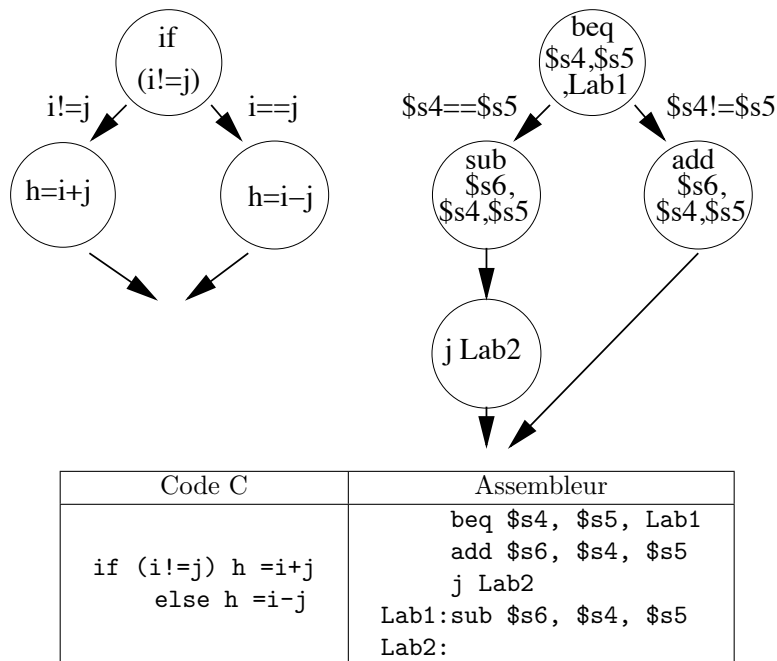 if
(i!=j)
i!=j
i==j
h=i+j
h=i−j
beq
$s4,$s5
,Lab1
$s4==$s5
$s4!=$s5
sub
$s6,
$s4,$s5
add
$s6,
$s4,$s5
j Lab2
Code C
Assembleur
if (i!=j) h =i+j
else h =i-j
beq $s4, $s5, Lab1
add $s6, $s4, $s5
j Lab2
Lab1:sub $s6, $s4, $s5
Lab2: